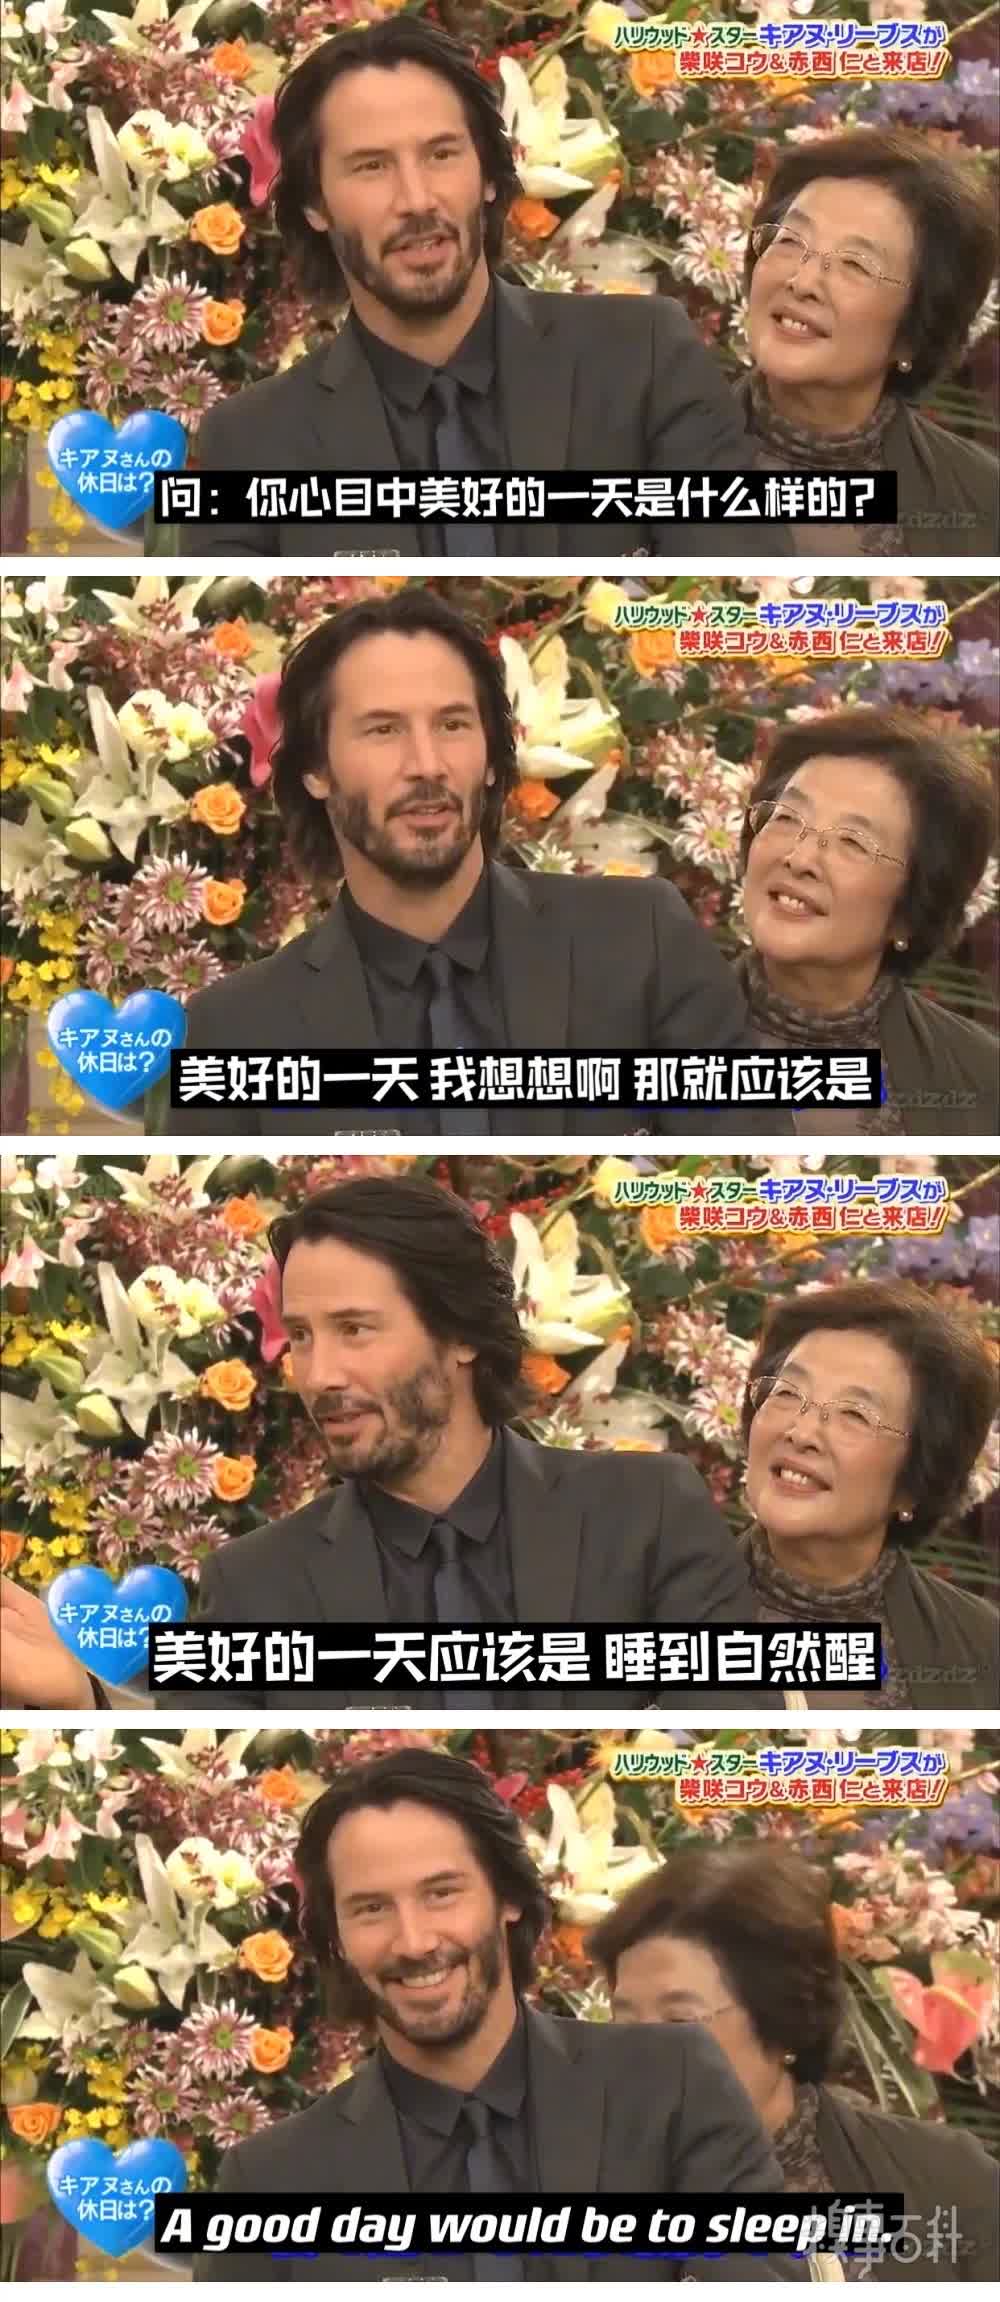 ハリウッド★スターキアヌ・リーブスが
柴咲コウ&赤西 仁と来店!
キアヌさんの
休日は?
问：你心目中美好的一天是什么样的?
zdzdz
ハリウッド★スターキアヌ・リーブスが
柴咲コウ&赤西 仁と来店!
キアヌさんの
休日は?
美好的一天 我想想啊 那就应该是
zdzdz
ハリウッド★スターキアヌ・リーブスが
柴咲コウ&赤西 仁と来店!
キアヌさんの
休日は?
美好的一天应该是 睡到自然醒
zdzdz
ハリウッド★スターキアヌ・リーブスが
柴咲コウ&赤西 仁と来店!
キアヌさんの
休日は?
A good day would be to sleep in.
糗事百科